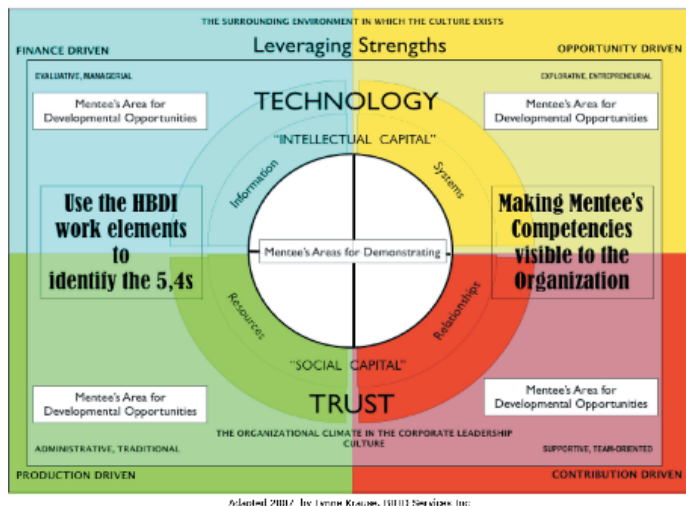 THE SURROUNDING ENVIRONMENT IN WHICH THE CULTURE EXISTS
FINANCE DRIVEN
Leveraging Strengths
OPPORTUNITY DRIVEN
EVALUATIVE, MANAGERIAL
EXPLORATIVE, ENTREPRENEURIAL
Mentee's Area for
Developmental Opportunities
TECHNOLOGY
Mentee's Area for
Developmental Opportunities
"INTELLECTUAL CAPITAL"
Information
Systems
Use the HBDI
work elements
to
identify the 5,4s
Mentee's Areas for Demonstrating
Making Mentee's
Competencies
visible to the
Organization
Resources
Relationships
"SOCIAL CAPITAL"
Mentee's Area for
Developmental Opportunities
TRUST
Mentee's Area for
Developmental Opportunities
THE ORGANIZATIONAL CLIMATE IN THE CORPORATE LEADERSHIP
CULTURE
ADMINISTRATIVE, TRADITIONAL
SUPPORTIVE, TEAM-ORIENTED
PRODUCTION DRIVEN
CONTRIBUTION DRIVEN
Adapted 2007 by Lynne Krause, Services Inc